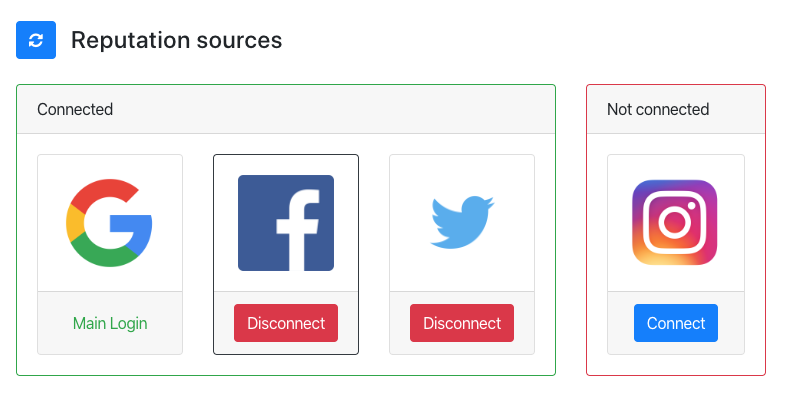 Reputation sources
Connected
Not connected
Main Login
Disconnect
Disconnect
Connect